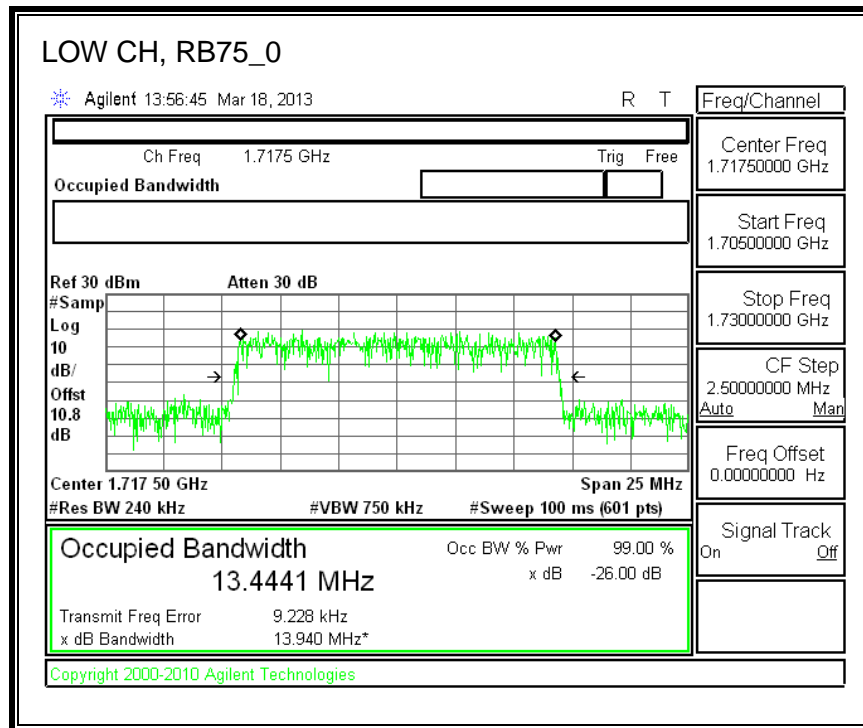 LOW CH, RB75_0
Agilent 13:56:45 Mar 18, 2013 R T
Ch Freq 1.7175 GHz Trig Free
Occupied Bandwidth
Ref 30 dBm Atten 30 dB
#Samp
Log
10
dB/
Offst
10.8
dB
Center 1.717 50 GHz Span 25 MHz
#Res BW 240 kHz #VBW 750 kHz #Sweep 100 ms (601 pts)
Occupied Bandwidth Occ BW % Pwr 99.00 %
13.4441 MHz x dB -26.00 dB
Transmit Freq Error 9.228 kHz
x dB Bandwidth 13.940 MHz*
Copyright 2000-2010 Agilent Technologies
Freq/Channel
Center Freq
1.71750000 GHz
Start Freq
1.70500000 GHz
Stop Freq
1.73000000 GHz
CF Step
2.50000000 MHz
Auto Man
Freq Offset
0.00000000 Hz
Signal Track
On Off